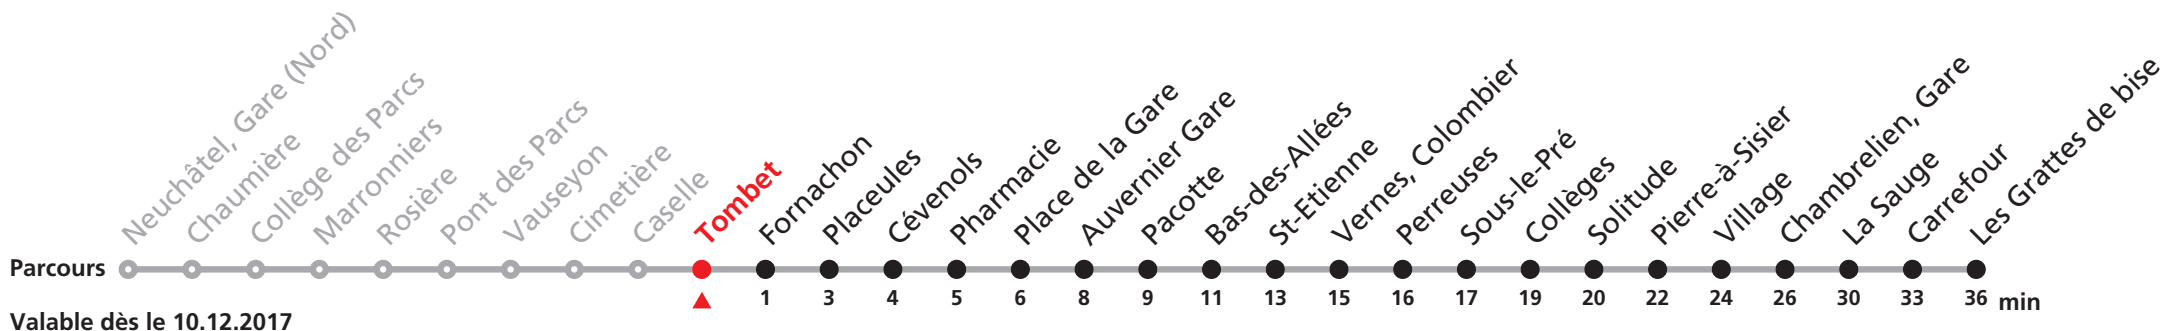 Neuchâtel, Gare (Nord)
Chaumière
Collège des Parcs
Marronniers
Rosière
Pont des Parcs
Vauseyon
Cimetière
Caselle
Tombet
Fornachon
Placeules
Cévenols
Pharmacie
Place de la Gare
Auvernier Gare
Pacotte
Bas-des-Allées
St-Etienne
Vernes, Colombier
Perreuses
Sous-le-Pré
Collèges
Solitude
Pierre-à-Sisier
Village
Chambrelien, Gare
La Sauge
Carrefour
Les Grattes de bise
Parcours
1 3 4 5 6 8 9 11 13 15 16 17 19 20 22 24 26 30 33 36 min
Valable dès le 10.12.2017